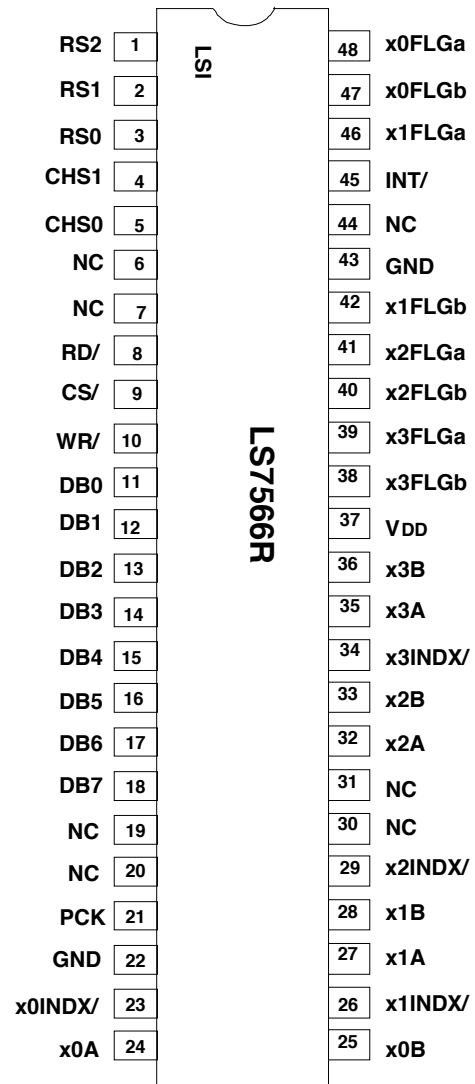 RS2 1 48 x0FLGa
RS1 2 47 x0FLGb
RS0 3 46 x1FLGa
CHS1 4 45 INT/
CHS0 5 44 NC
NC 6 43 GND
NC 7 42 x1FLGb
RD/ 8 41 x2FLGa
CS/ 9 40 x2FLGb
WR/ 10 39 x3FLGa
DB0 11 38 x3FLGb
DB1 12 37 VDD
DB2 13 36 x3B
DB3 14 35 x3A
DB4 15 34 x3INDX/
DB5 16 33 x2B
DB6 17 32 x2A
DB7 18 31 NC
NC 19 30 NC
NC 20 29 x2INDX/
PCK 21 28 x1B
GND 22 27 x1A
x0INDX/ 23 26 x1INDX/
x0A 24 25 x0B
LSI
LS7566R